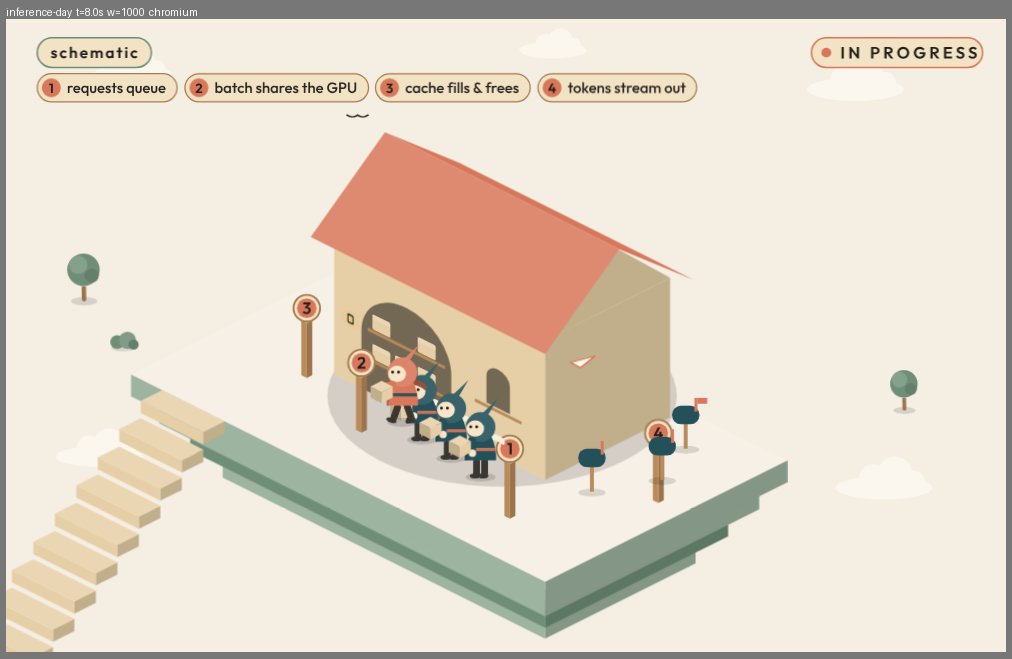 inference-day t=8.0s w=1000 chromium
schematic
IN PROGRESS
1 requests queue
2 batch shares the GPU
3 cache fills & frees
4 tokens stream out
3
2
4
1